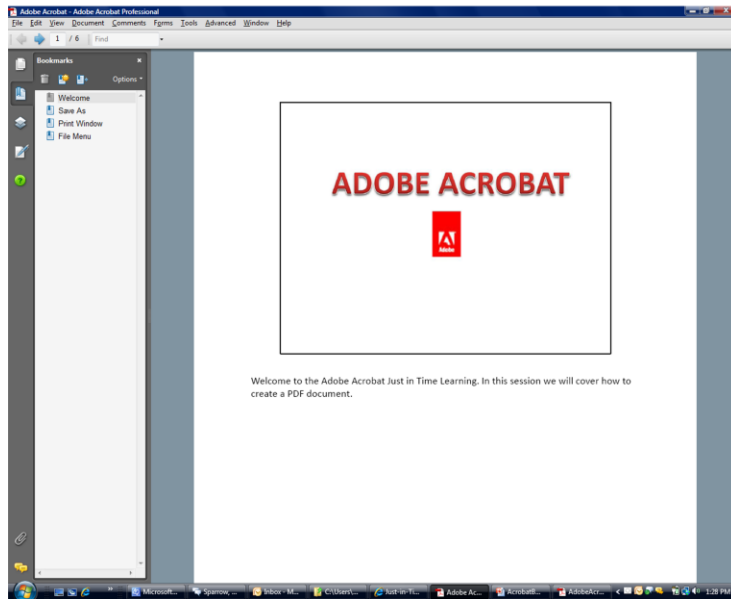 Adobe Acrobat - Adobe Acrobat Professional
File Edit View Document Comments Forms Tools Advanced Window Help
1 / 6 Find
Bookmarks
Options
Welcome
Save As
Print Window
File Menu
ADOBE ACROBAT
Adobe
Welcome to the Adobe Acrobat Just in Time Learning. In this session we will cover how to
create a PDF document.
Microsoft... Sparrow, ... Inbox - M... C:\Users\... Just-in-Ti... Adobe Ac... AcrobatB... AdobeAcr... 1:28 PM